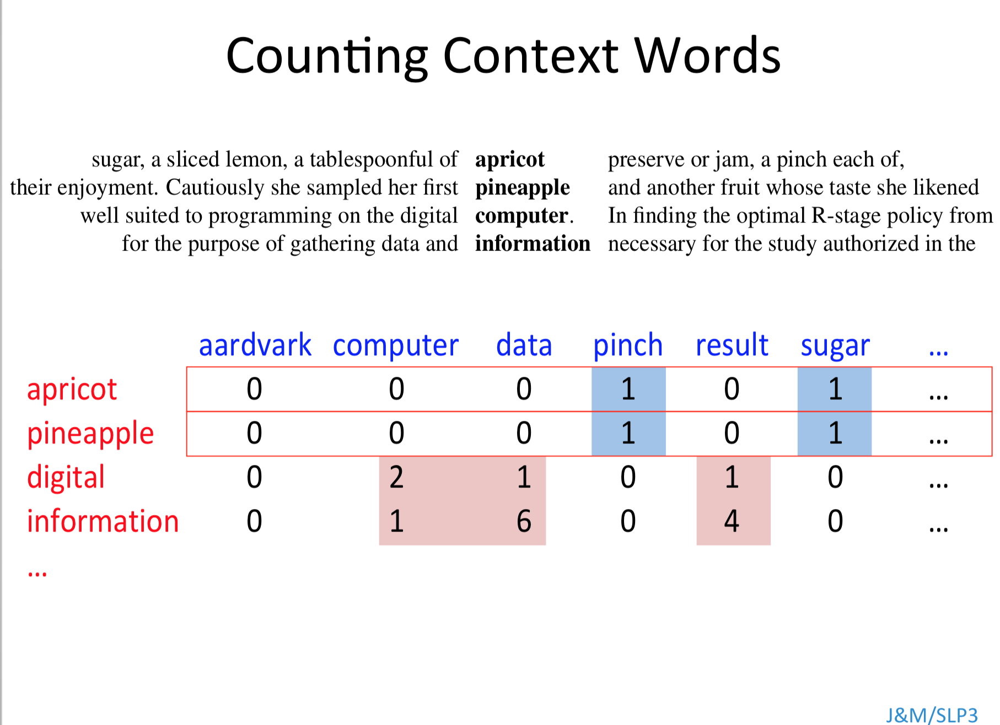 Counting Context Words
sugar, a sliced lemon, a tablespoonful of apricot preserve or jam, a pinch each of,
their enjoyment. Cautiously she sampled her first pineapple and another fruit whose taste she likened
well suited to programming on the digital computer. In finding the optimal R-stage policy from
for the purpose of gathering data and information necessary for the study authorized in the
aardvark computer data pinch result sugar ...
apricot 0 0 0 1 0 1 ...
pineapple 0 0 0 1 0 1 ...
digital 0 2 1 0 1 0 ...
information 0 1 6 0 4 0 ...
...
J&M/SLP3